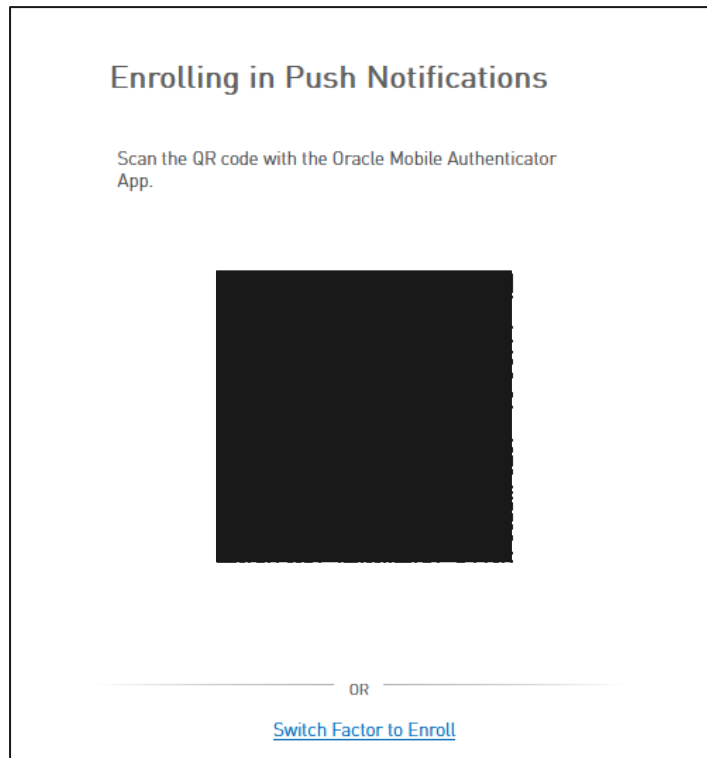 Enrolling in Push Notifications
Scan the QR code with the Oracle Mobile Authenticator
App.
OR
Switch Factor to Enroll